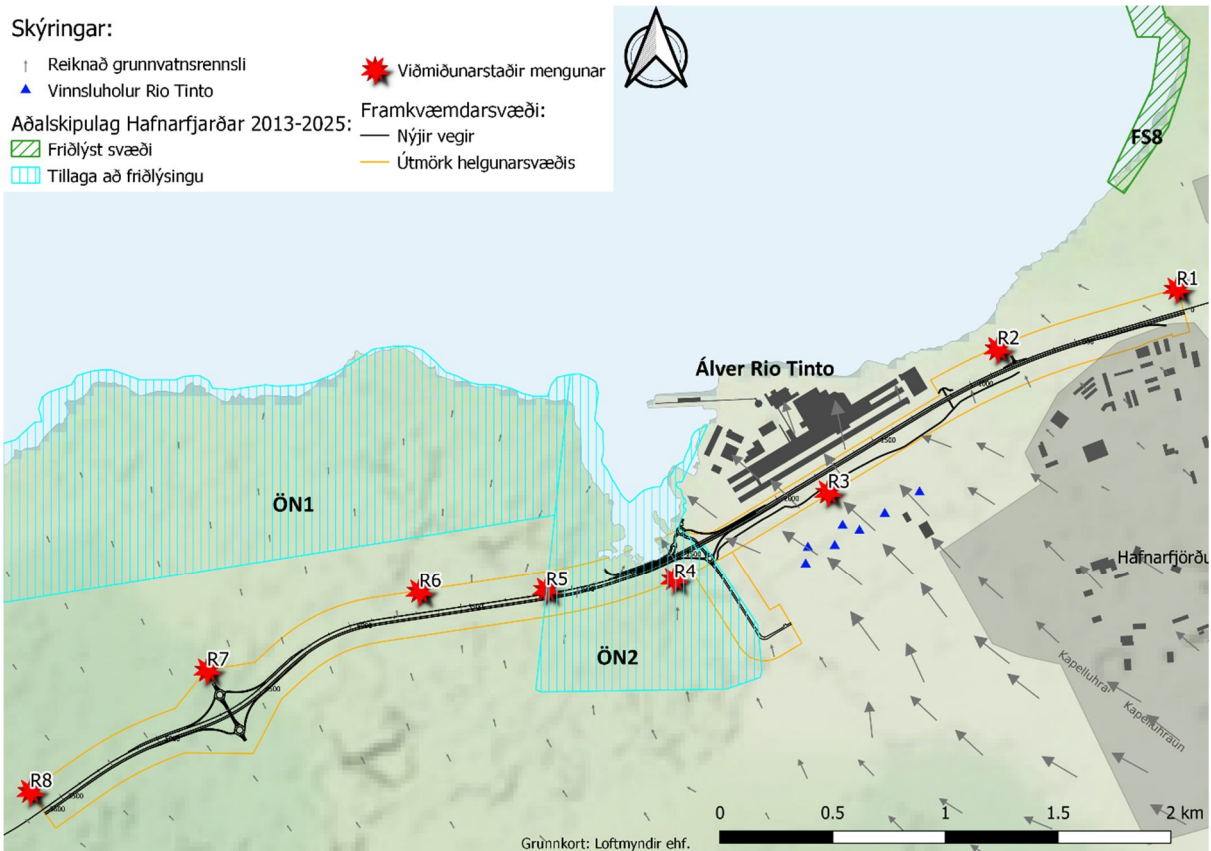 Skýringar:
Reiknað grunnvatnsrennsli
Vinnsluholur Rio Tinto
Aðalskipulag Hafnarfjarðar 2013-2025:
Friðlýst svæði
Tillaga að friðlýsingu
Viðmiðunarstaðir mengunar
Framkvæmdarsvæði:
Nýjir vegir
Útmörk helgunarsvæðis
FS8
R1
R2
Álver Rio Tinto
R3
ÖN1
Hafnarfjörðu
R4
R5
R6
ÖN2
R7
Kapelluhra
Kapelluhraun
R8
0 0.5 1 1.5 2 km
Grunnkort: Loftmyndir ehf.